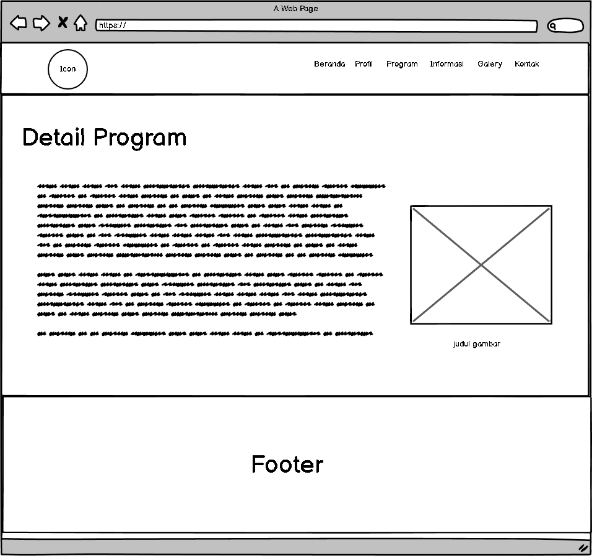 A Web Page
https://
Icon
Beranda Profil Program Informasi Galery Kontak
Detail Program
judul gambar
Footer